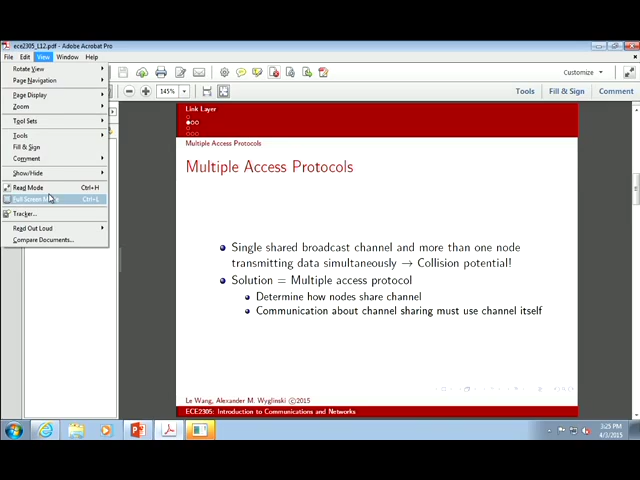 ece2305_L12.pdf - Adobe Acrobat Pro
File Edit View Window Help
Rotate View
Page Navigation
Page Display
Zoom
Tool Sets
Tools
Fill & Sign
Comment
Show/Hide
Read Mode Ctrl+H
Full Screen Mode Ctrl+L
Tracker...
Read Out Loud
Compare Documents...
Customize
145%
Tools Fill & Sign Comment
Link Layer
Multiple Access Protocols
Multiple Access Protocols
Single shared broadcast channel and more than one node
transmitting data simultaneously → Collision potential!
Solution = Multiple access protocol
Determine how nodes share channel
Communication about channel sharing must use channel itself
Le Wang, Alexander M. Wyglinski ©2015
ECE2305: Introduction to Communications and Networks
3:25 PM
4/3/2015